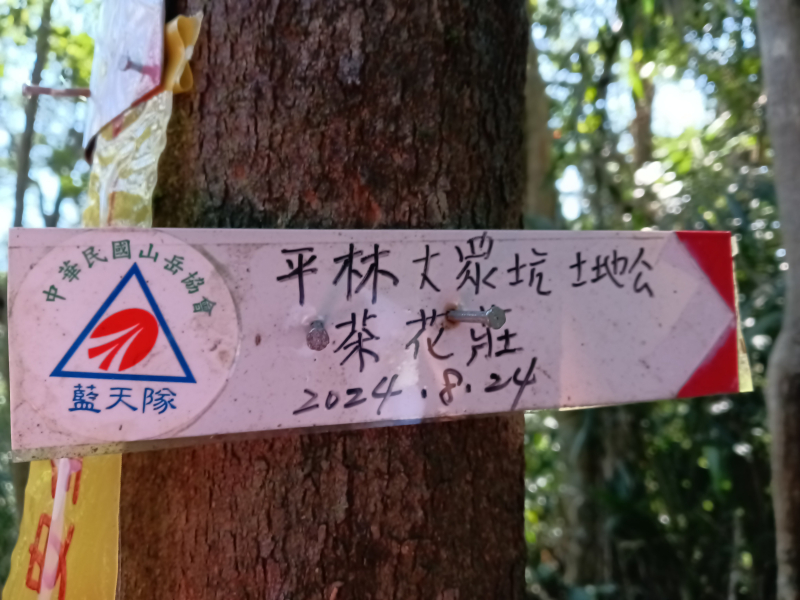 中華民國山岳協會
藍天隊
平林大眾坑土地公
茶花庄
2024.8.24